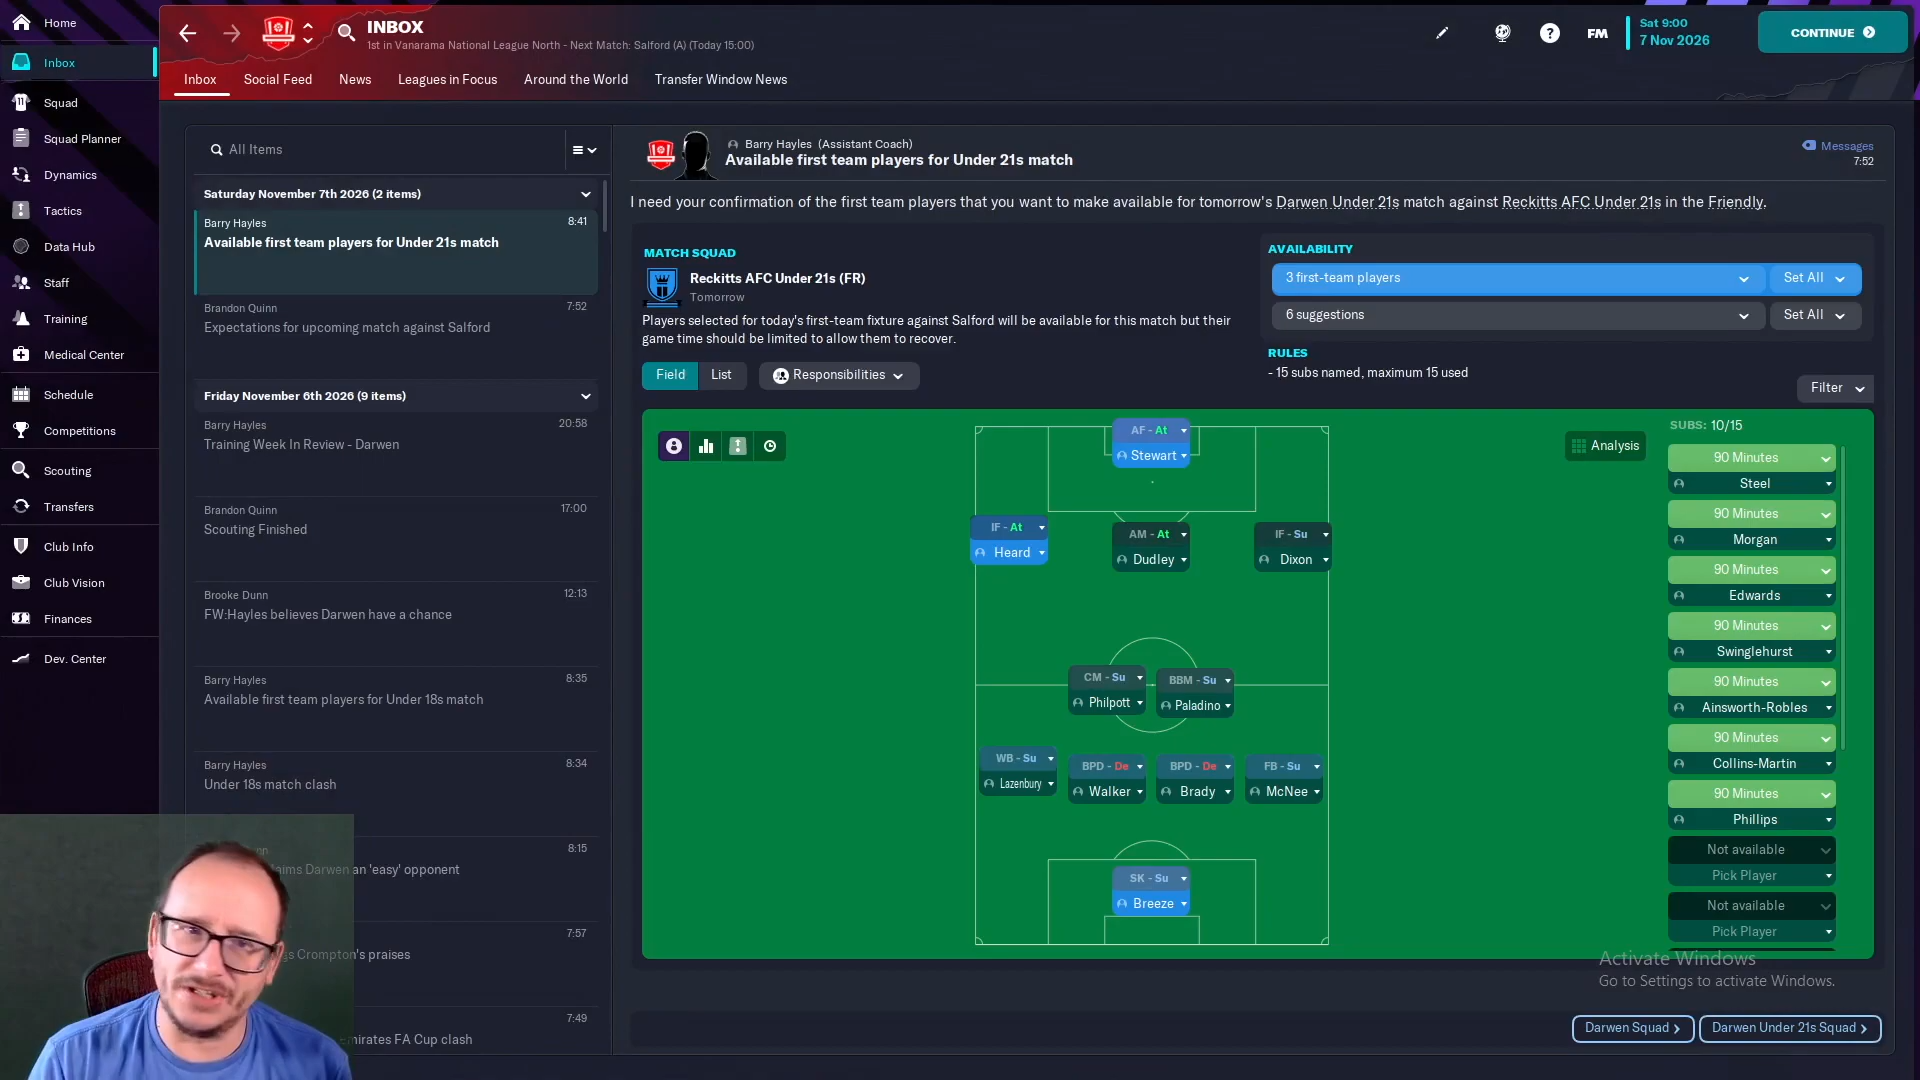 Home
Inbox
Squad
Squad Planner
Dynamics
Tactics
Data Hub
Staff
Training
Medical Center
Schedule
Competitions
Scouting
Transfers
Club Info
Club Vision
Finances
Dev. Center
INBOX
1st in Vanarama National League North - Next Match: Salford (A) (Today 15:00)
FM
Sat 9:00
7 Nov 2026
CONTINUE
Inbox
Social Feed
News
Leagues in Focus
Around the World
Transfer Window News
All Items
Saturday November 7th 2026 (2 items)
Barry Hayles 8:41
Available first team players for Under 21s match
Brandon Quinn 7:52
Expectations for upcoming match against Salford
Friday November 6th 2026 (9 items)
Barry Hayles 20:58
Training Week In Review - Darwen
Brandon Quinn 17:00
Scouting Finished
Brooke Dunn 12:13
FW:Hayles believes Darwen have a chance
Barry Hayles 8:35
Available first team players for Under 18s match
Barry Hayles 8:34
Under 18s match clash
8:15
Darwen an 'easy' opponent
7:57
Crompton's praises
7:49
FA Cup clash
Barry Hayles (Assistant Coach)
Available first team players for Under 21s match
Messages
7:52
I need your confirmation of the first team players that you want to make available for tomorrow's Darwen Under 21s match against Reckitts AFC Under 21s in the Friendly.
MATCH SQUAD
Reckitts AFC Under 21s (FR)
Tomorrow
Players selected for today's first-team fixture against Salford will be available for this match but their
game time should be limited to allow them to recover.
AVAILABILITY
3 first-team players Set All
6 suggestions Set All
RULES
- 15 subs named, maximum 15 used
Field List Responsibilities
Filter
Analysis
AF - At
Stewart
IF - At
Heard
AM - At
Dudley
IF - Su
Dixon
CM - Su
Philpott
BBM - Su
Paladino
WB - Su
Lazenbury
BPD - De
Walker
BPD - De
Brady
FB - Su
McNee
SK - Su
Breeze
SUBS: 10/15
90 Minutes
Steel
90 Minutes
Morgan
90 Minutes
Edwards
90 Minutes
Swinglehurst
90 Minutes
Ainsworth-Robles
90 Minutes
Collins-Martin
90 Minutes
Phillips
Not available
Pick Player
Not available
Pick Player
Activate Windows
Go to Settings to activate Windows.
Darwen Squad
Darwen Under 21s Squad